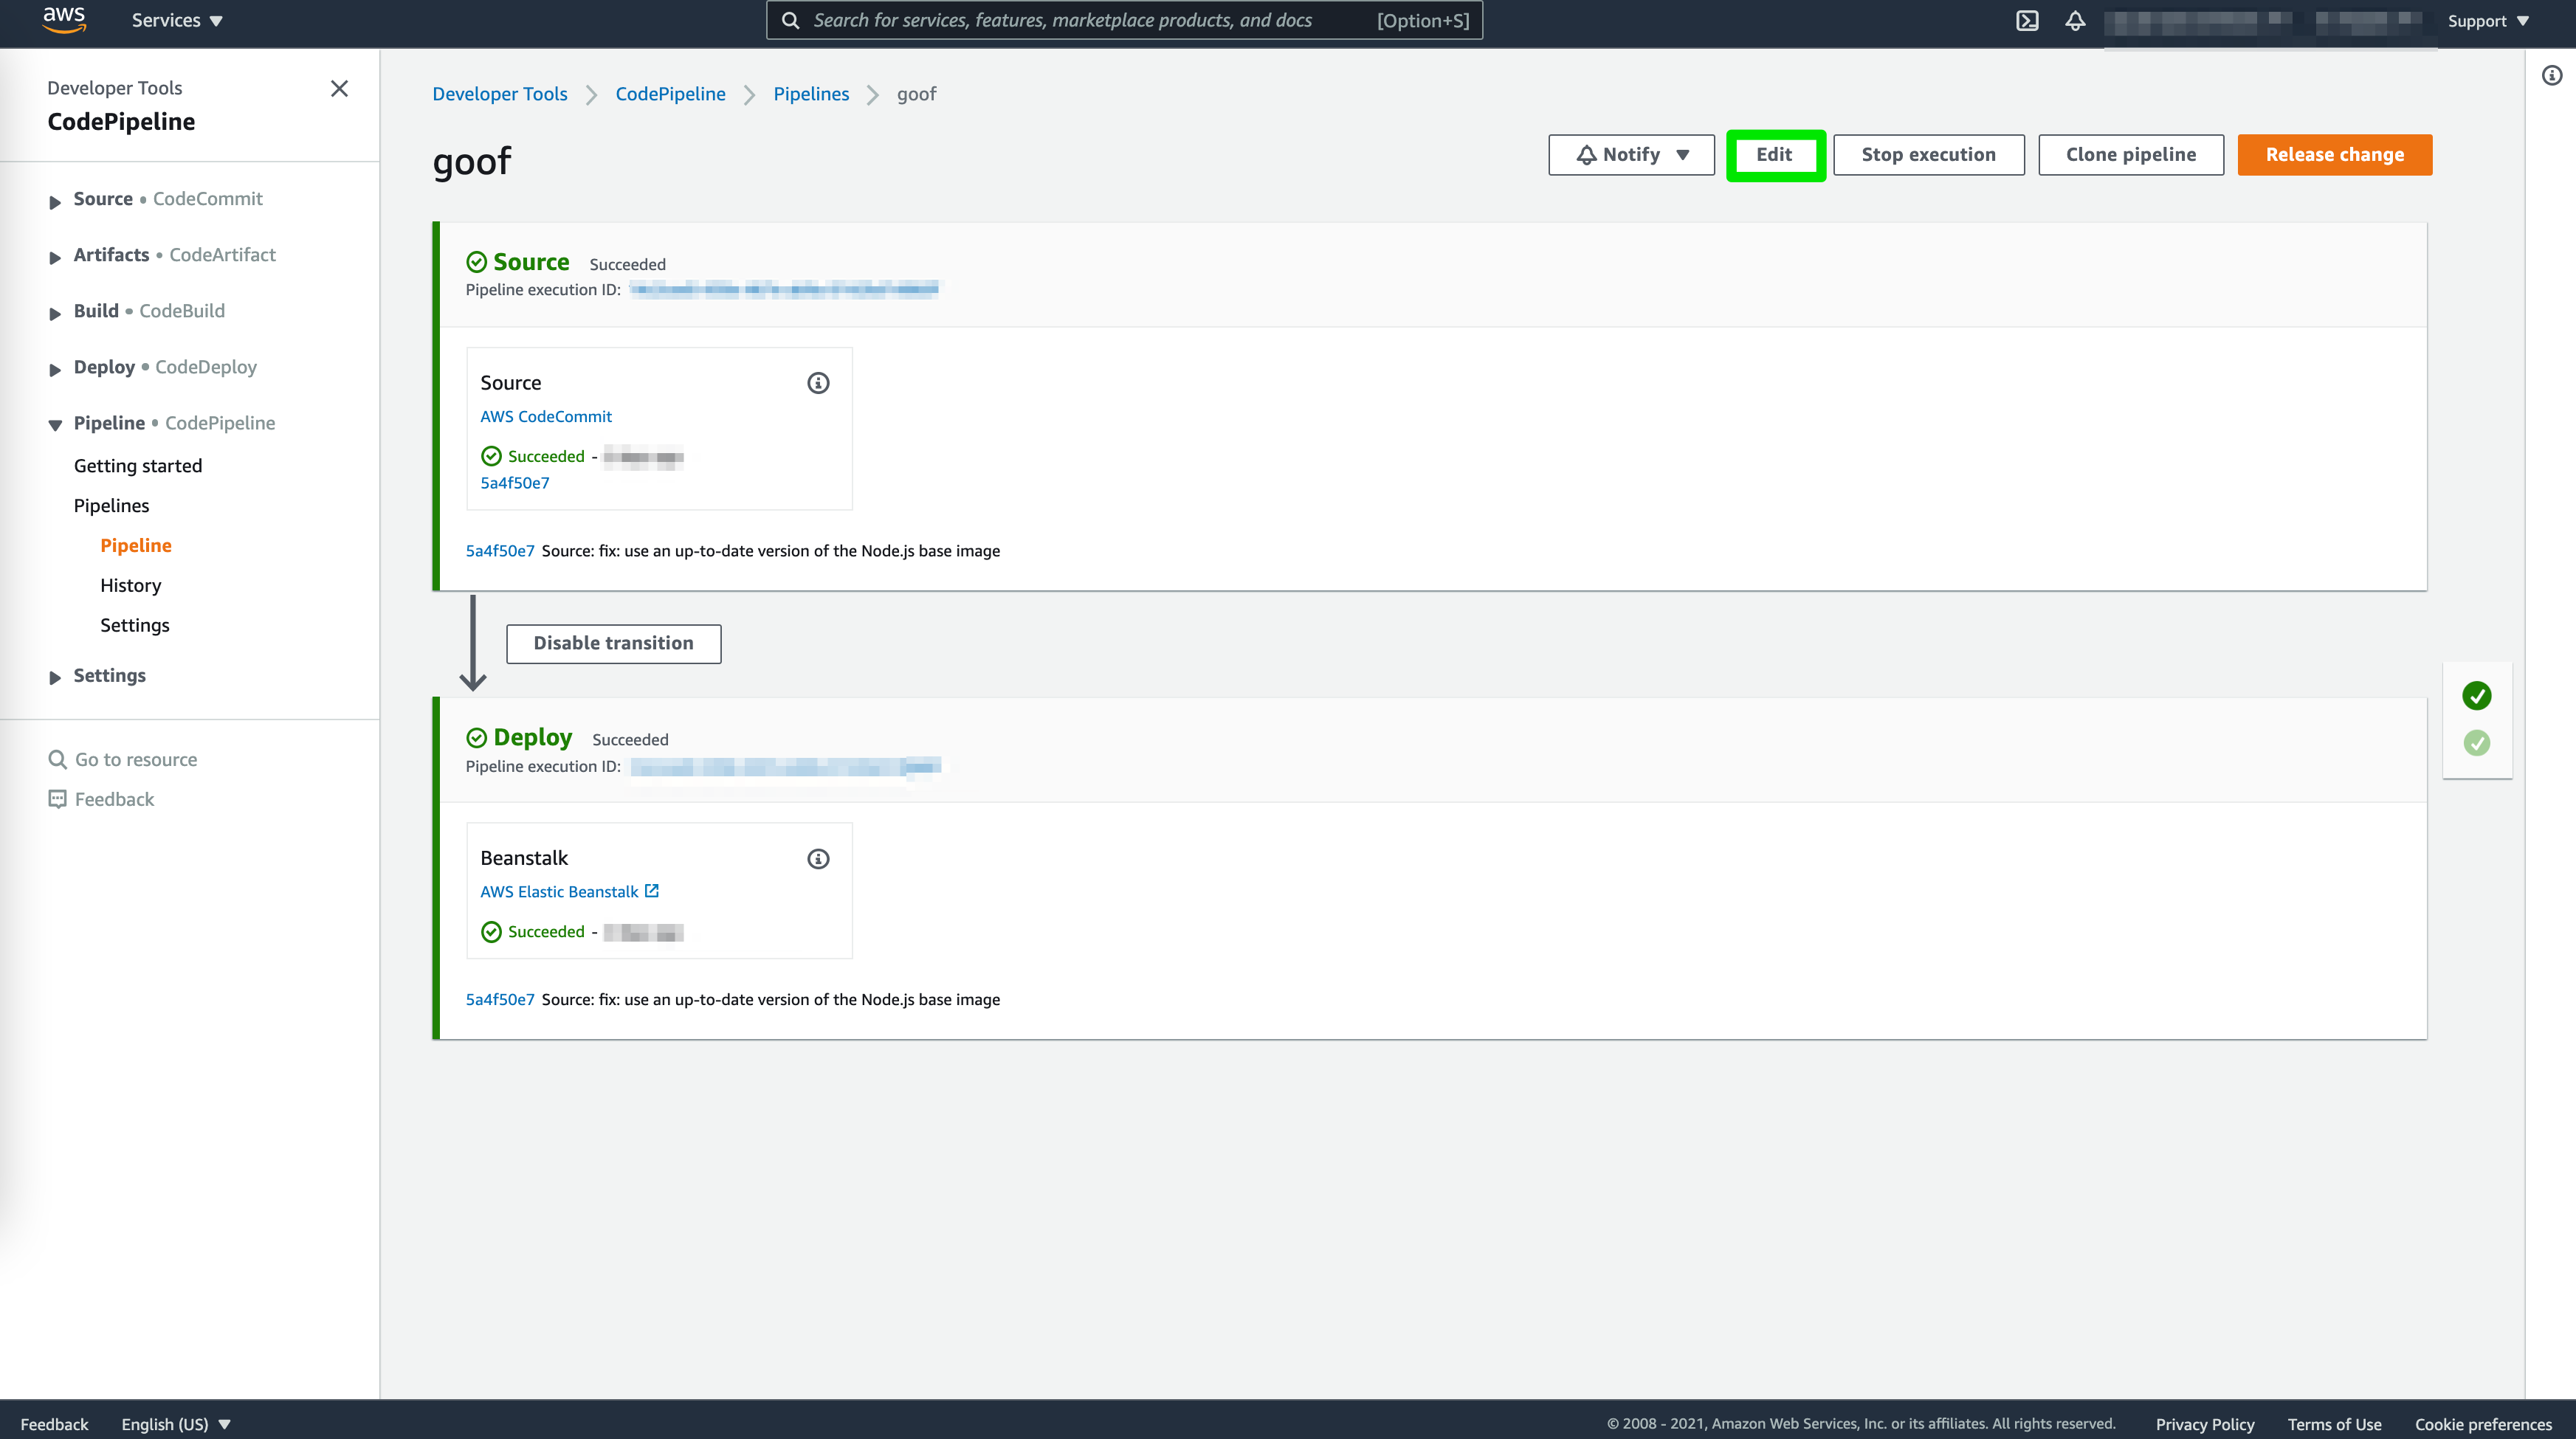 aws Services Search for services, features, marketplace products, and docs [Option+S] Support
Developer Tools
CodePipeline
Source • CodeCommit
Artifacts • CodeArtifact
Build • CodeBuild
Deploy • CodeDeploy
Pipeline • CodePipeline
Getting started
Pipelines
Pipeline
History
Settings
Settings
Go to resource
Feedback
Developer Tools CodePipeline Pipelines goof
goof
Notify Edit Stop execution Clone pipeline Release change
Source Succeeded
Pipeline execution ID:
Source
AWS CodeCommit
Succeeded -
5a4f50e7
5a4f50e7 Source: fix: use an up-to-date version of the Node.js base image
Disable transition
Deploy Succeeded
Pipeline execution ID:
Beanstalk
AWS Elastic Beanstalk
Succeeded -
5a4f50e7 Source: fix: use an up-to-date version of the Node.js base image
Feedback English (US) © 2008 - 2021, Amazon Web Services, Inc. or its affiliates. All rights reserved. Privacy Policy Terms of Use Cookie preferences